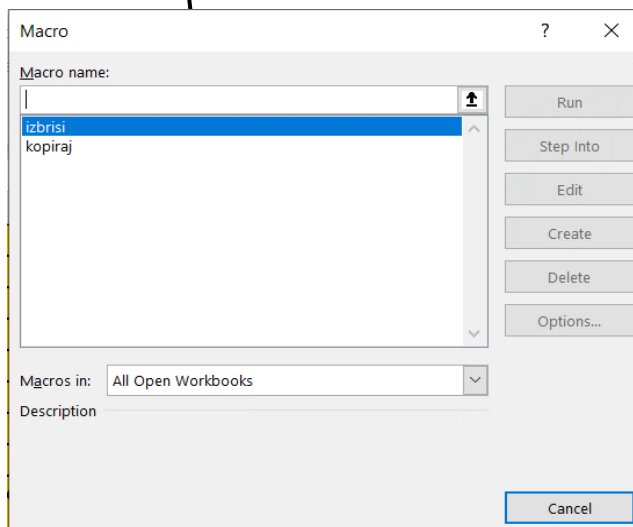 Macro
Macro name:
izbrisi
kopiraj
Run
Step Into
Edit
Create
Delete
Options...
Macros in: All Open Workbooks
Description
Cancel